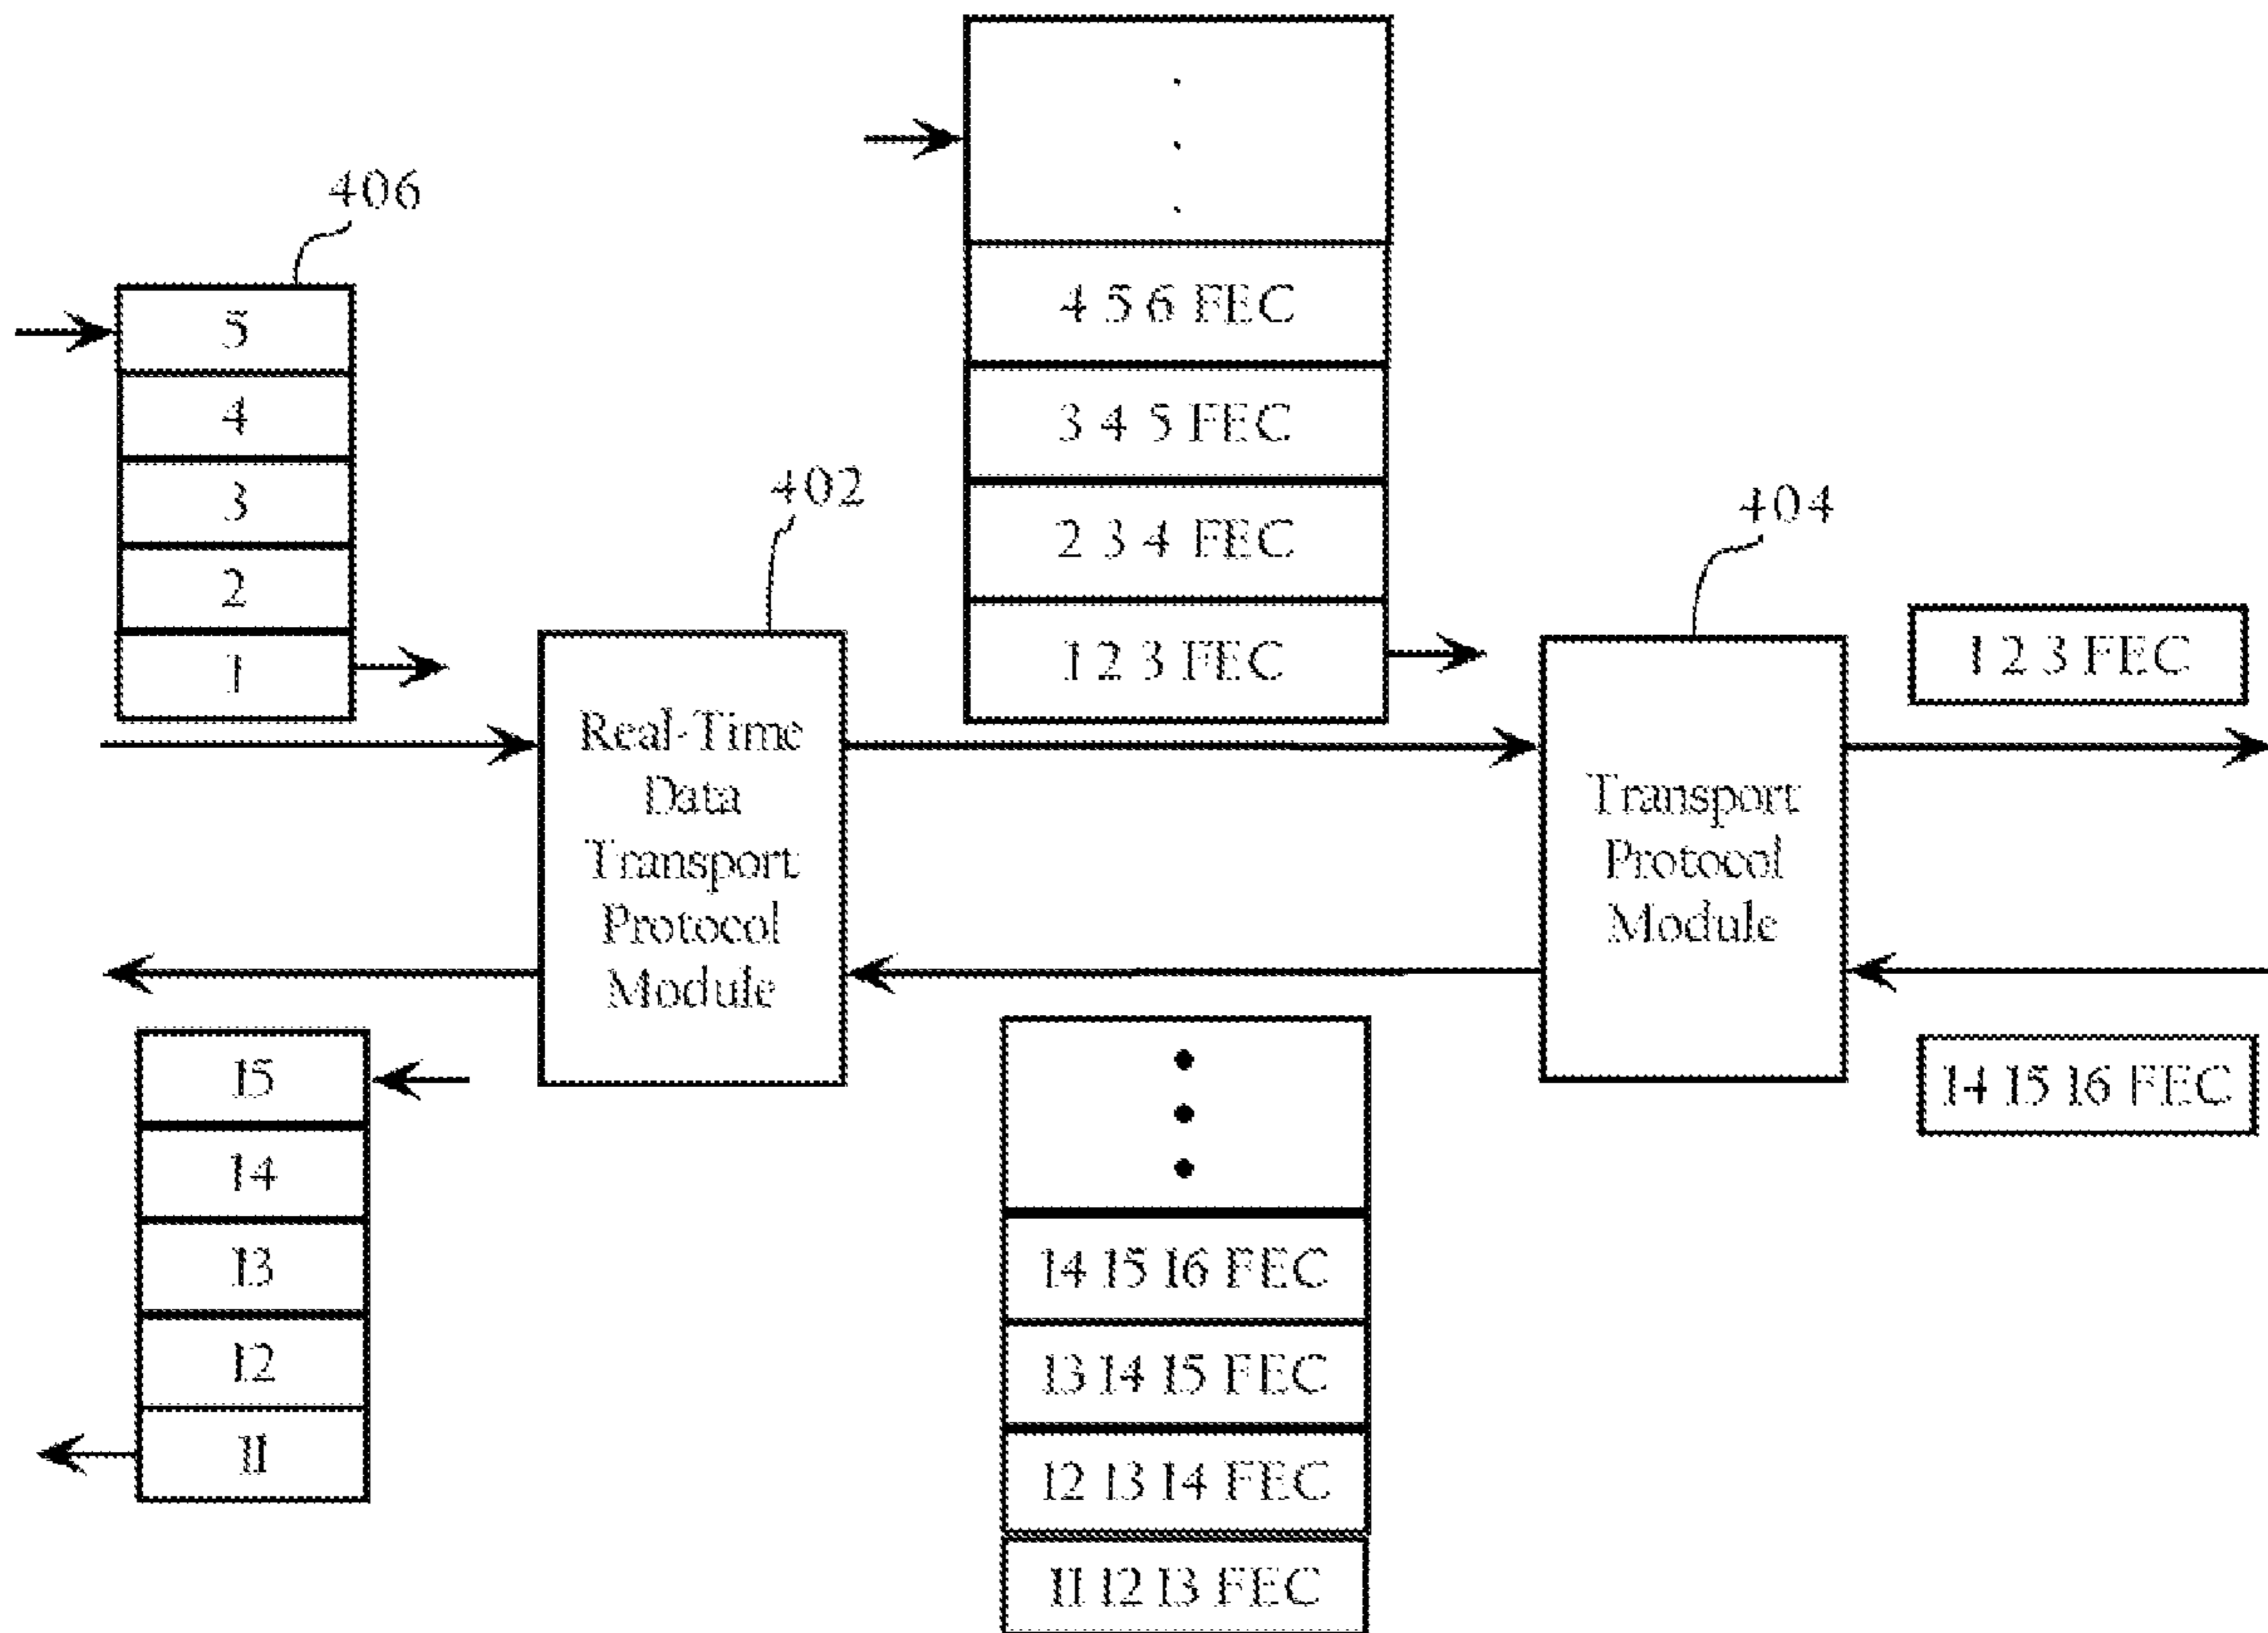 406
5
4
3
2
1
4 5 6 FEC
3 4 5 FEC
2 3 4 FEC
1 2 3 FEC
402
Real-Time
Data
Transport
Protocol
Module
404
Transport
Protocol
Module
1 2 3 FEC
15
14
13
12
11
14 15 16 FEC
13 14 15 FEC
12 13 14 FEC
11 12 13 FEC
14 15 16 FEC